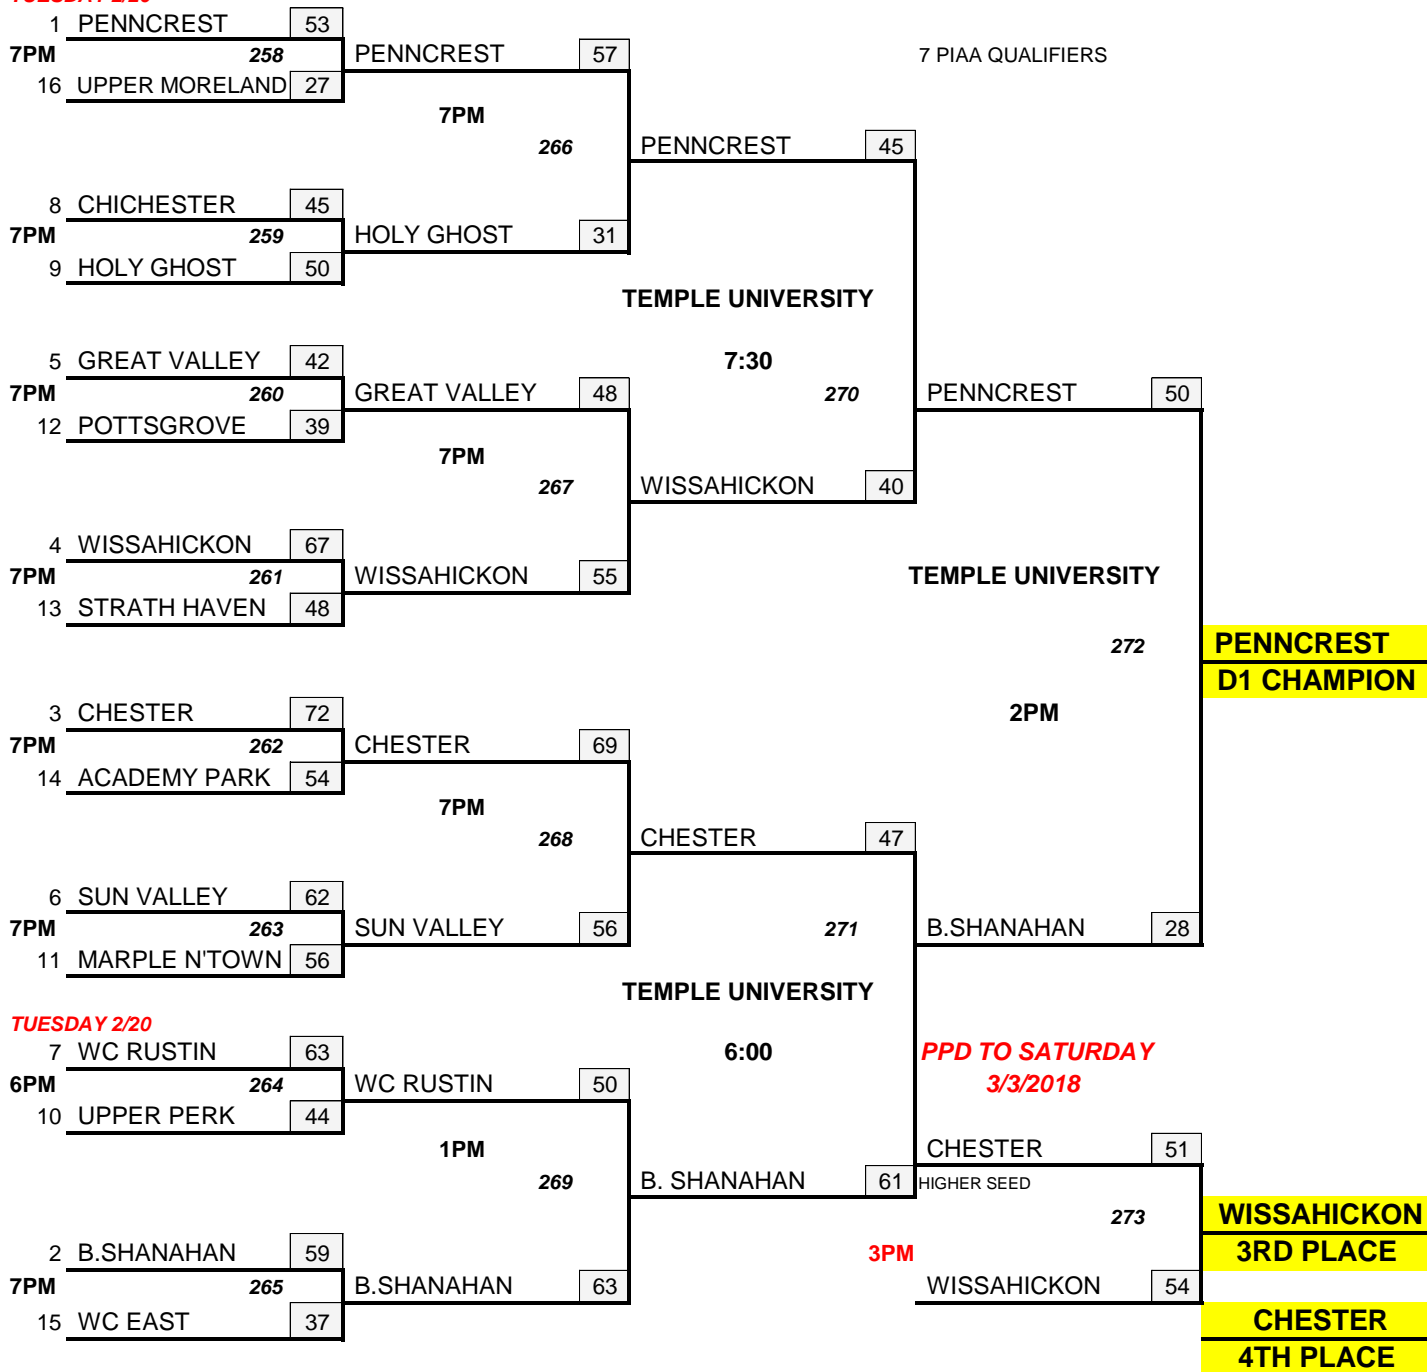 TUESDAY 2/20
1 PENNCREST 53
7PM 258 PENNCREST 57 7 PIAA QUALIFIERS
16 UPPER MORELAND 27
7PM
266 PENNCREST 45
8 CHICHESTER 45
7PM 259 HOLY GHOST 31
9 HOLY GHOST 50
TEMPLE UNIVERSITY
5 GREAT VALLEY 42 7:30
7PM 260 GREAT VALLEY 48 270 PENNCREST 50
12 POTTSGROVE 39
7PM
267 WISSAHICKON 40
4 WISSAHICKON 67
7PM 261 WISSAHICKON 55 TEMPLE UNIVERSITY
13 STRATH HAVEN 48
272 PENNCREST
D1 CHAMPION
3 CHESTER 72 2PM
7PM 262 CHESTER 69
14 ACADEMY PARK 54
7PM
268 CHESTER 47
6 SUN VALLEY 62
7PM 263 SUN VALLEY 56 271 B.SHANAHAN 28
11 MARPLE N'TOWN 56
TEMPLE UNIVERSITY
TUESDAY 2/20
7 WC RUSTIN 63 6:00 PPD TO SATURDAY
6PM 264 WC RUSTIN 50 3/3/2018
10 UPPER PERK 44
1PM CHESTER 51
269 B. SHANAHAN 61 HIGHER SEED
273 WISSAHICKON
2 B.SHANAHAN 59 3PM 3RD PLACE
7PM 265 B.SHANAHAN 63 WISSAHICKON 54
15 WC EAST 37 CHESTER
4TH PLACE